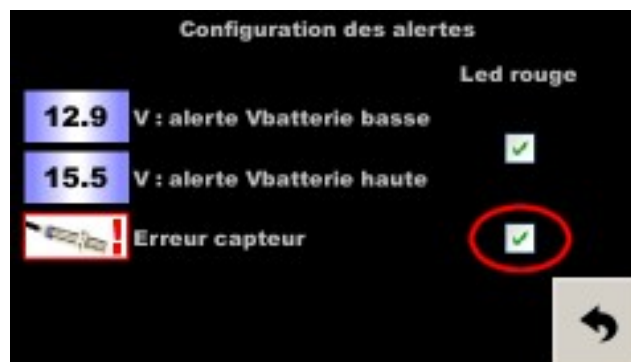 Configuration des alertes
Led rouge
12.9 V : alerte Vbatterie basse
15.5 V : alerte Vbatterie haute
! Erreur capteur